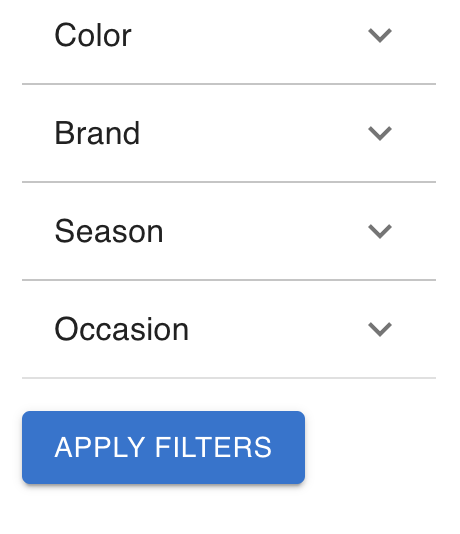 Color
Brand
Season
Occasion
APPLY FILTERS